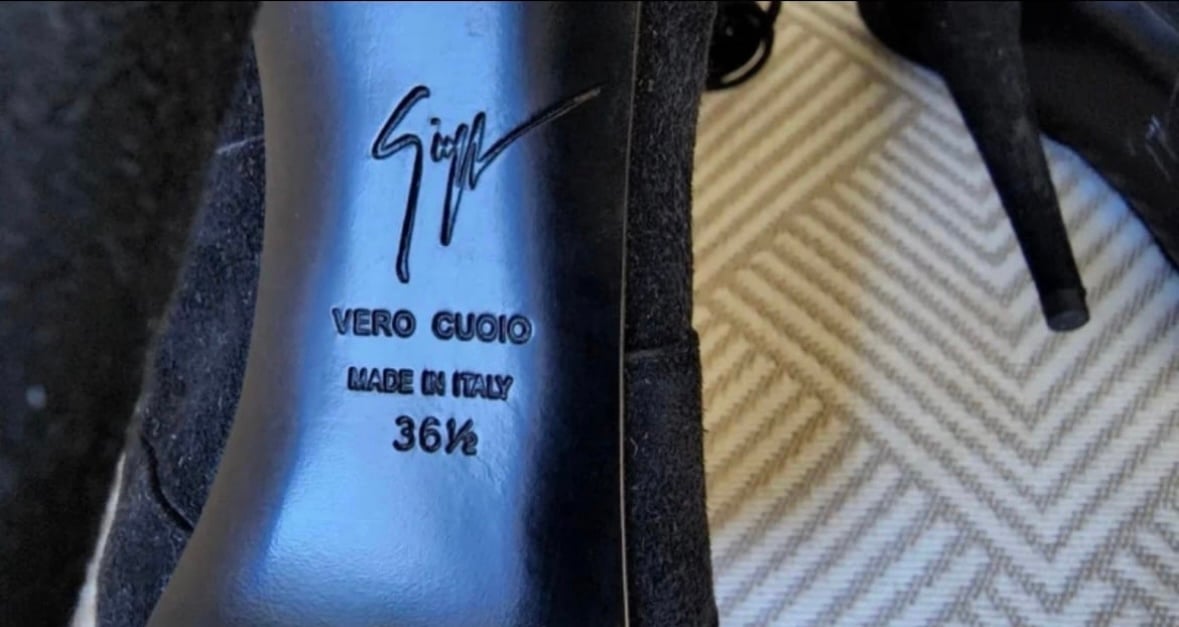 VERO CUOIO
MADE IN ITALY
36½